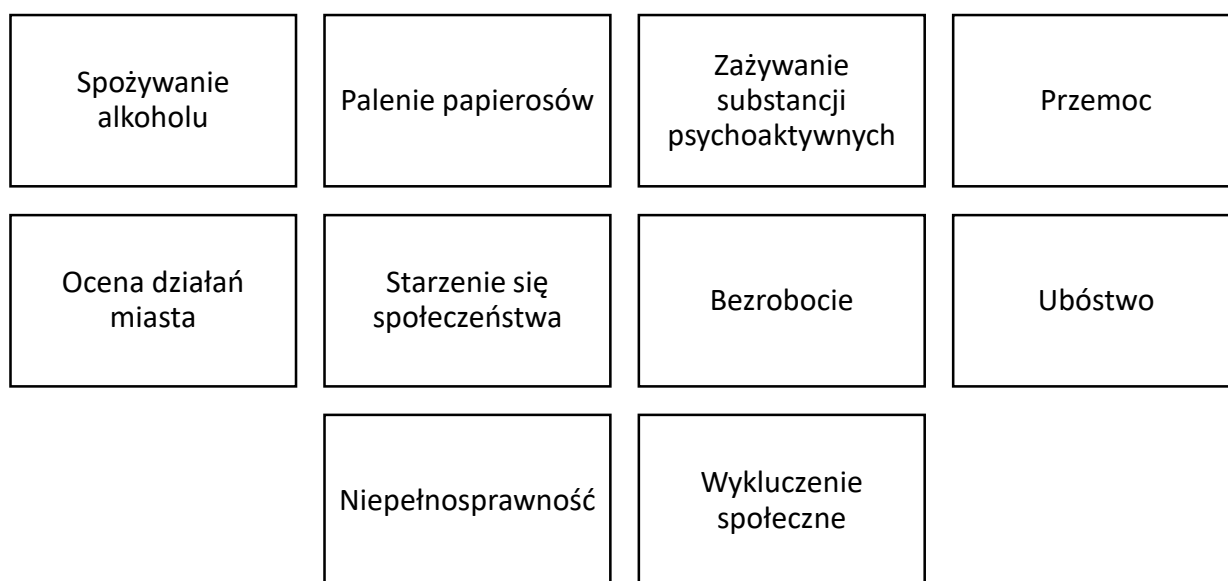 Spożywanie
alkoholu
Palenie papierosów
Zażywanie
substancji
psychoaktywnych
Przemoc
Ocena działań
miasta
Starzenie się
społeczeństwa
Bezrobocie
Ubóstwo
Niepełnosprawność
Wykluczenie
społeczne